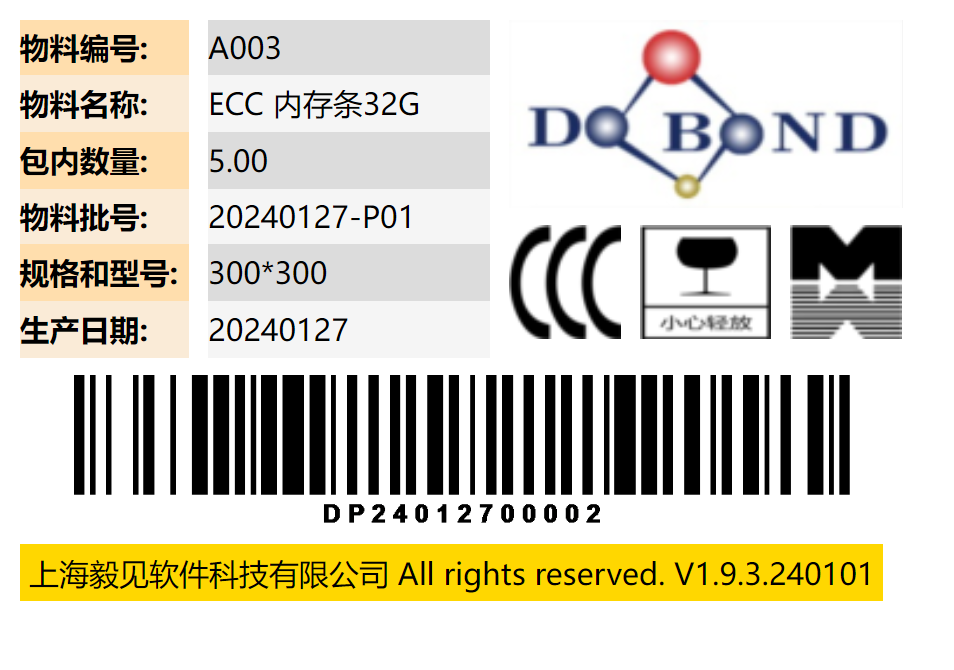 物料编号: A003
物料名称: ECC 内存条32G
包内数量: 5.00
物料批号: 20240127-P01
规格和型号: 300*300
生产日期: 20240127
DOBOND
CCC
小心轻放
M
DP24012700002
上海毅见软件科技有限公司 All rights reserved. V1.9.3.240101